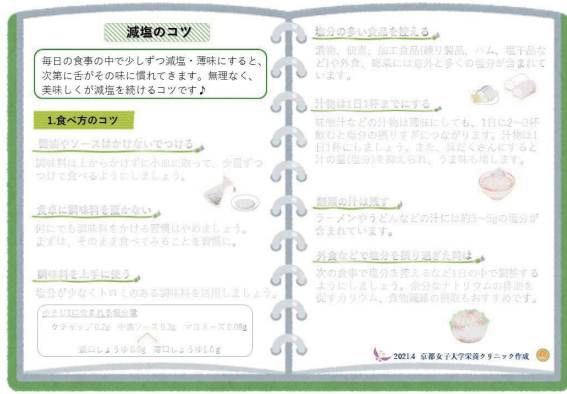 減塩のコツ
毎日の食事の中で少しずつ減塩・薄味にすると、
次第に舌がその味に慣れてきます。無理なく、
美味しくが減塩を続けるコツです♪
1.食べ方のコツ
醤油やソースはかけないでつける
調味料は上からかけずに小皿に取って、少量ずつ
つけて食べるようにしましょう。
食卓に調味料を置かない
何にでも調味料をかける習慣はやめましょう。
まずは、そのまま食べてみることを習慣に。
調味料を上手に使う
塩分が少なくトロミのある調味料を活用しましょう。
小さじ1に含まれる塩分量
ケチャップ0.2g 中濃ソース0.3g マヨネーズ0.08g
濃口しょうゆ0.9g 薄口しょうゆ1.0g
塩分の多い食品を控える
漬物、佃煮、加工食品(練り製品、ハム、塩干品な
ど)や外食、総菜には意外と多くの塩分が含まれて
います。
汁物は1日1杯までにする
味噌汁などの汁物は薄味にしても、1日に2~3杯
飲むと塩分の摂りすぎにつながります。汁物は1
日1杯にしましょう。また、具だくさんにすると
汁の量(塩分)を抑えられ、うま味も増します。
麺類の汁は残す
ラーメンやうどんなどの汁には約3~5gの塩分が
含まれています。
外食などで塩分を摂り過ぎた時は
次の食事で塩分を控えるなど1日の中で調整する
ようにしましょう。余分なナトリウムの排泄を
促すカリウム、食物繊維の摂取もおすすめです。
2021.4 京都女子大学栄養クリニック作成